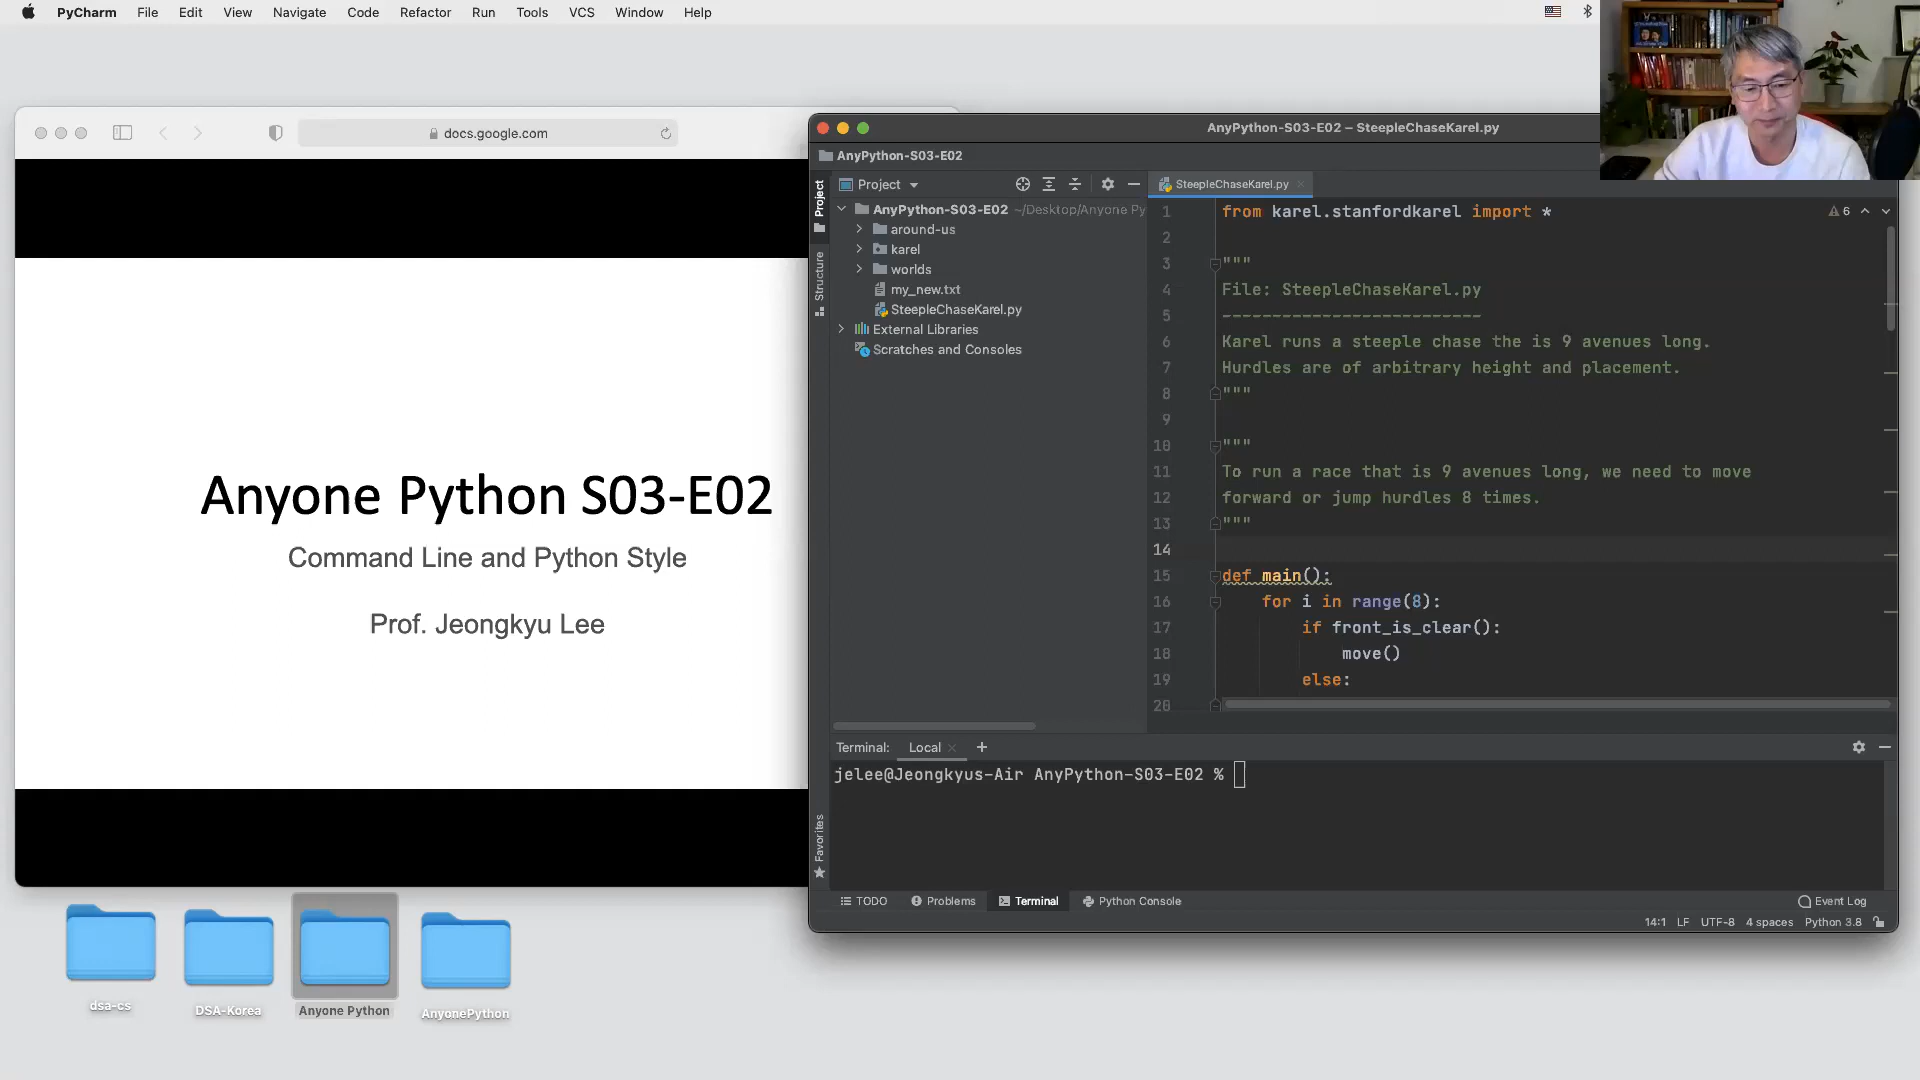 PyCharm File Edit View Navigate Code Refactor Run Tools VCS Window Help
docs.google.com
Anyone Python S03-E02
Command Line and Python Style
Prof. Jeongkyu Lee
AnyPython-S03-E02 – SteepleChaseKarel.py
AnyPython-S03-E02
Project
SteepleChaseKarel.py
Project
Structure
Favorites
AnyPython-S03-E02 ~/Desktop/Anyone Py
around-us
karel
worlds
my_new.txt
SteepleChaseKarel.py
External Libraries
Scratches and Consoles
6
1 from karel.stanfordkarel import *
2
3 """
4 File: SteepleChaseKarel.py
5 --------------------------
6 Karel runs a steeple chase the is 9 avenues long.
7 Hurdles are of arbitrary height and placement.
8 """
9
10 """
11 To run a race that is 9 avenues long, we need to move
12 forward or jump hurdles 8 times.
13 """
14
15 def main():
16 for i in range(8):
17 if front_is_clear():
18 move()
19 else:
20
Terminal: Local +
jelee@Jeongkyus-Air AnyPython-S03-E02 %
TODO Problems Terminal Python Console Event Log
14:1 LF UTF-8 4 spaces Python 3.8
dsa-cs
DSA-Korea
Anyone Python
AnyonePython